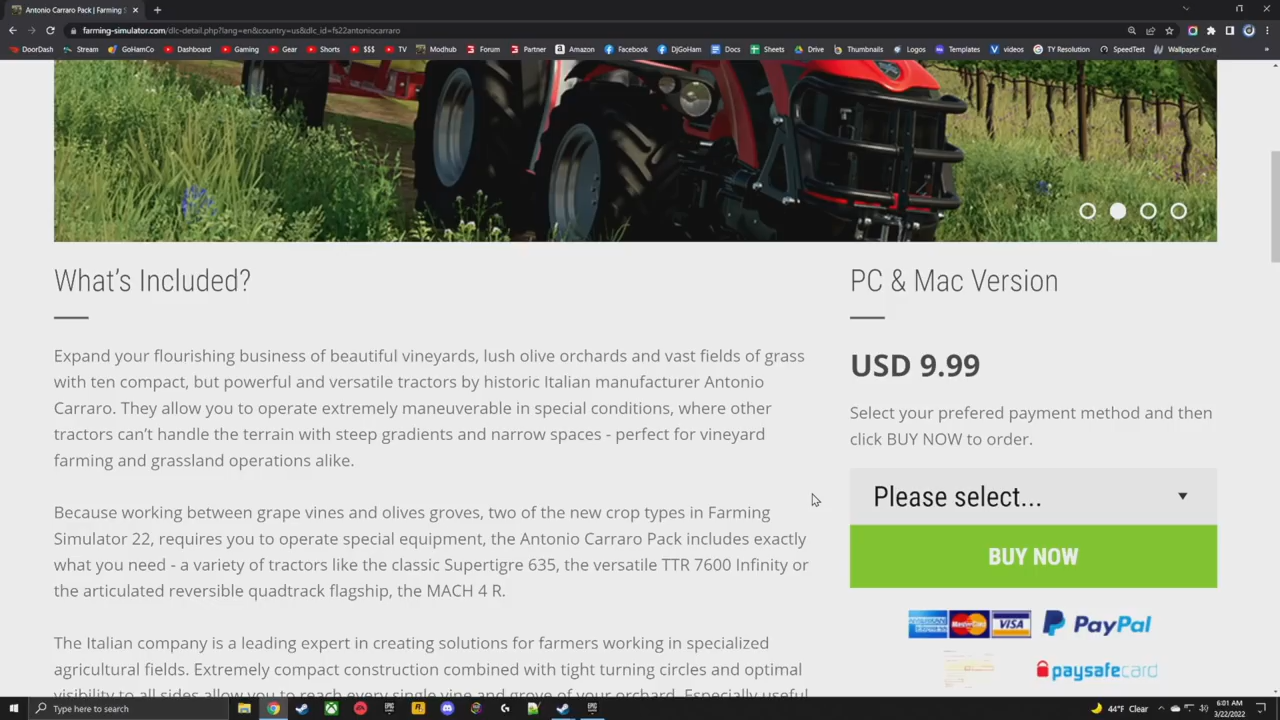 Antonio Carraro Pack | Farming S
farming-simulator.com/dlc-detail.php?lang=en&country=us&dlc_id=fs22antoniocarraro
DoorDash Stream GoHamCo Dashboard Gaming Gear Shorts $$$ TV Modhub Forum Partner Amazon Facebook DjGoHam Docs Sheets Drive Thumbnails Logos Templates videos TY Resolution SpeedTest Wallpaper Cave
What's Included?
Expand your flourishing business of beautiful vineyards, lush olive orchards and vast fields of grass
with ten compact, but powerful and versatile tractors by historic Italian manufacturer Antonio
Carraro. They allow you to operate extremely maneuverable in special conditions, where other
tractors can't handle the terrain with steep gradients and narrow spaces - perfect for vineyard
farming and grassland operations alike.
Because working between grape vines and olives groves, two of the new crop types in Farming
Simulator 22, requires you to operate special equipment, the Antonio Carraro Pack includes exactly
what you need - a variety of tractors like the classic Supertigre 635, the versatile TTR 7600 Infinity or
the articulated reversible quadtrack flagship, the MACH 4 R.
The Italian company is a leading expert in creating solutions for farmers working in specialized
agricultural fields. Extremely compact construction combined with tight turning circles and optimal
visibility to all sides allow you to reach every single vine and grove of your orchard. Especially useful
PC & Mac Version
USD 9.99
Select your prefered payment method and then
click BUY NOW to order.
Please select...
BUY NOW
AMERICAN EXPRESS MasterCard VISA PayPal
paysafecard
Type here to search
44°F Clear
6:01 AM
3/22/2022